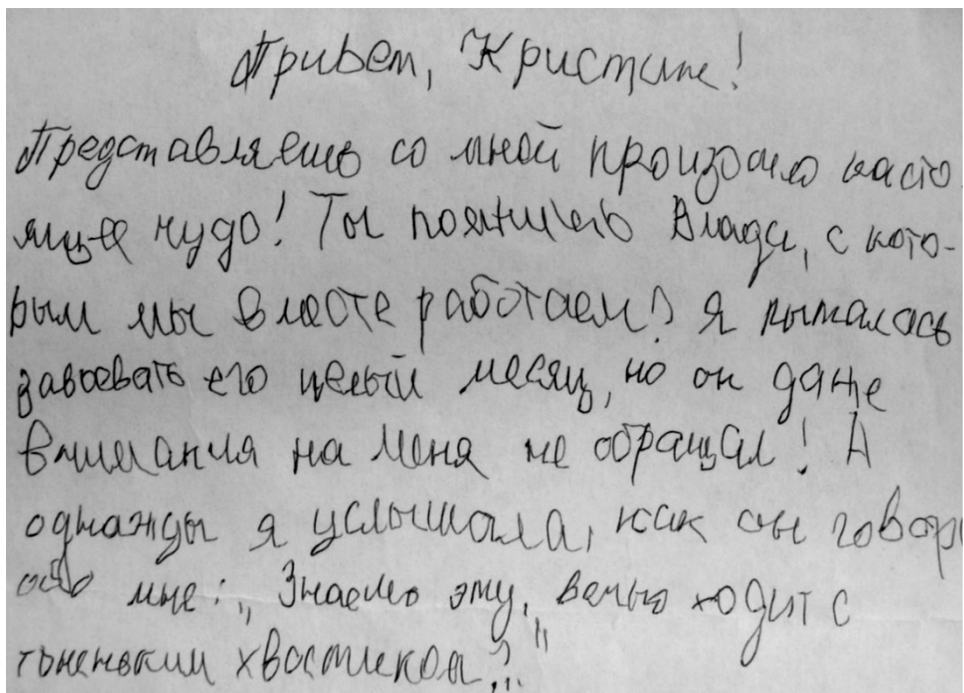 Привет, Кристине!
Представляешь со мной произошло насто
ящее чудо! Ты помнишь Влада, с кото-
рым мы вместе работаем? Я пыталась
завоевать его целый месяц, но он даже
внимания на меня не обращал! А
однажды я услышала, как он говор
обо мне: „Знаешь эту, вечно ходит с
тоненьким хвостиком?"